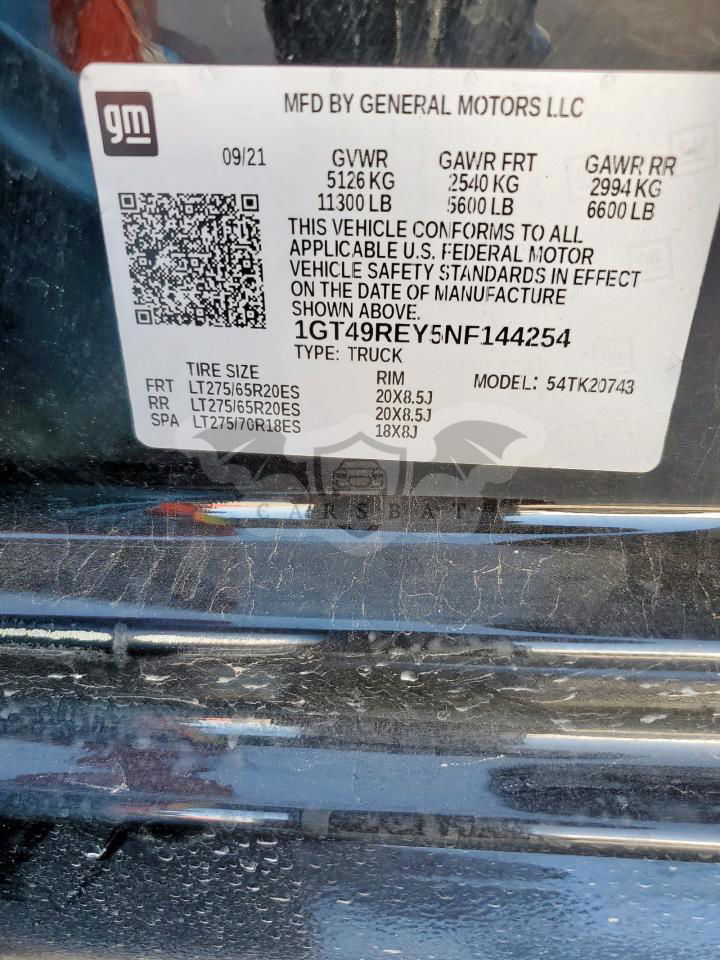 gm
MFD BY GENERAL MOTORS LLC
09/21 GVWR GAWR FRT GAWR RR
5126 KG 2540 KG 2994 KG
11300 LB 5600 LB 6600 LB
THIS VEHICLE CONFORMS TO ALL
APPLICABLE U.S. FEDERAL MOTOR
VEHICLE SAFETY STANDARDS IN EFFECT
ON THE DATE OF MANUFACTURE
SHOWN ABOVE.
1GT49REY5NF144254
TYPE: TRUCK
TIRE SIZE RIM MODEL: 54TK20743
FRT LT275/65R20ES 20X8.5J
RR LT275/65R20ES 20X8.5J
SPA LT275/70R18ES 18X8J
CARSBAT